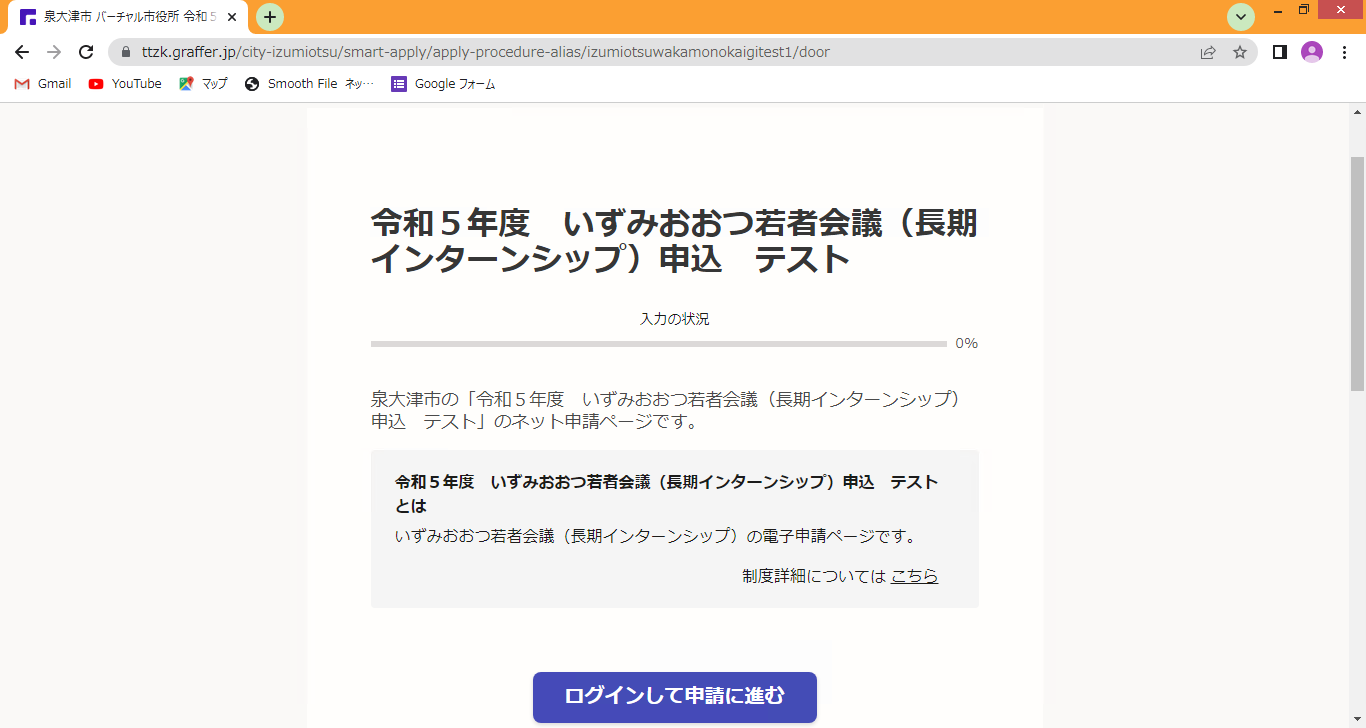 泉大津市 バーチャル市役所 令和5
ttzk.graffer.jp/city-izumiotsu/smart-apply/apply-procedure-alias/izumiotsuwakamonokaigitest1/door
Gmail YouTube マップ Smooth File ネッ… Google フォーム
令和５年度　いずみおおつ若者会議（長期
インターンシップ）申込　テスト
入力の状況
0%
泉大津市の「令和５年度　いずみおおつ若者会議（長期インターンシップ）
申込　テスト」のネット申請ページです。
令和５年度　いずみおおつ若者会議（長期インターンシップ）申込　テスト
とは
いずみおおつ若者会議（長期インターンシップ）の電子申請ページです。
制度詳細については こちら
ログインして申請に進む